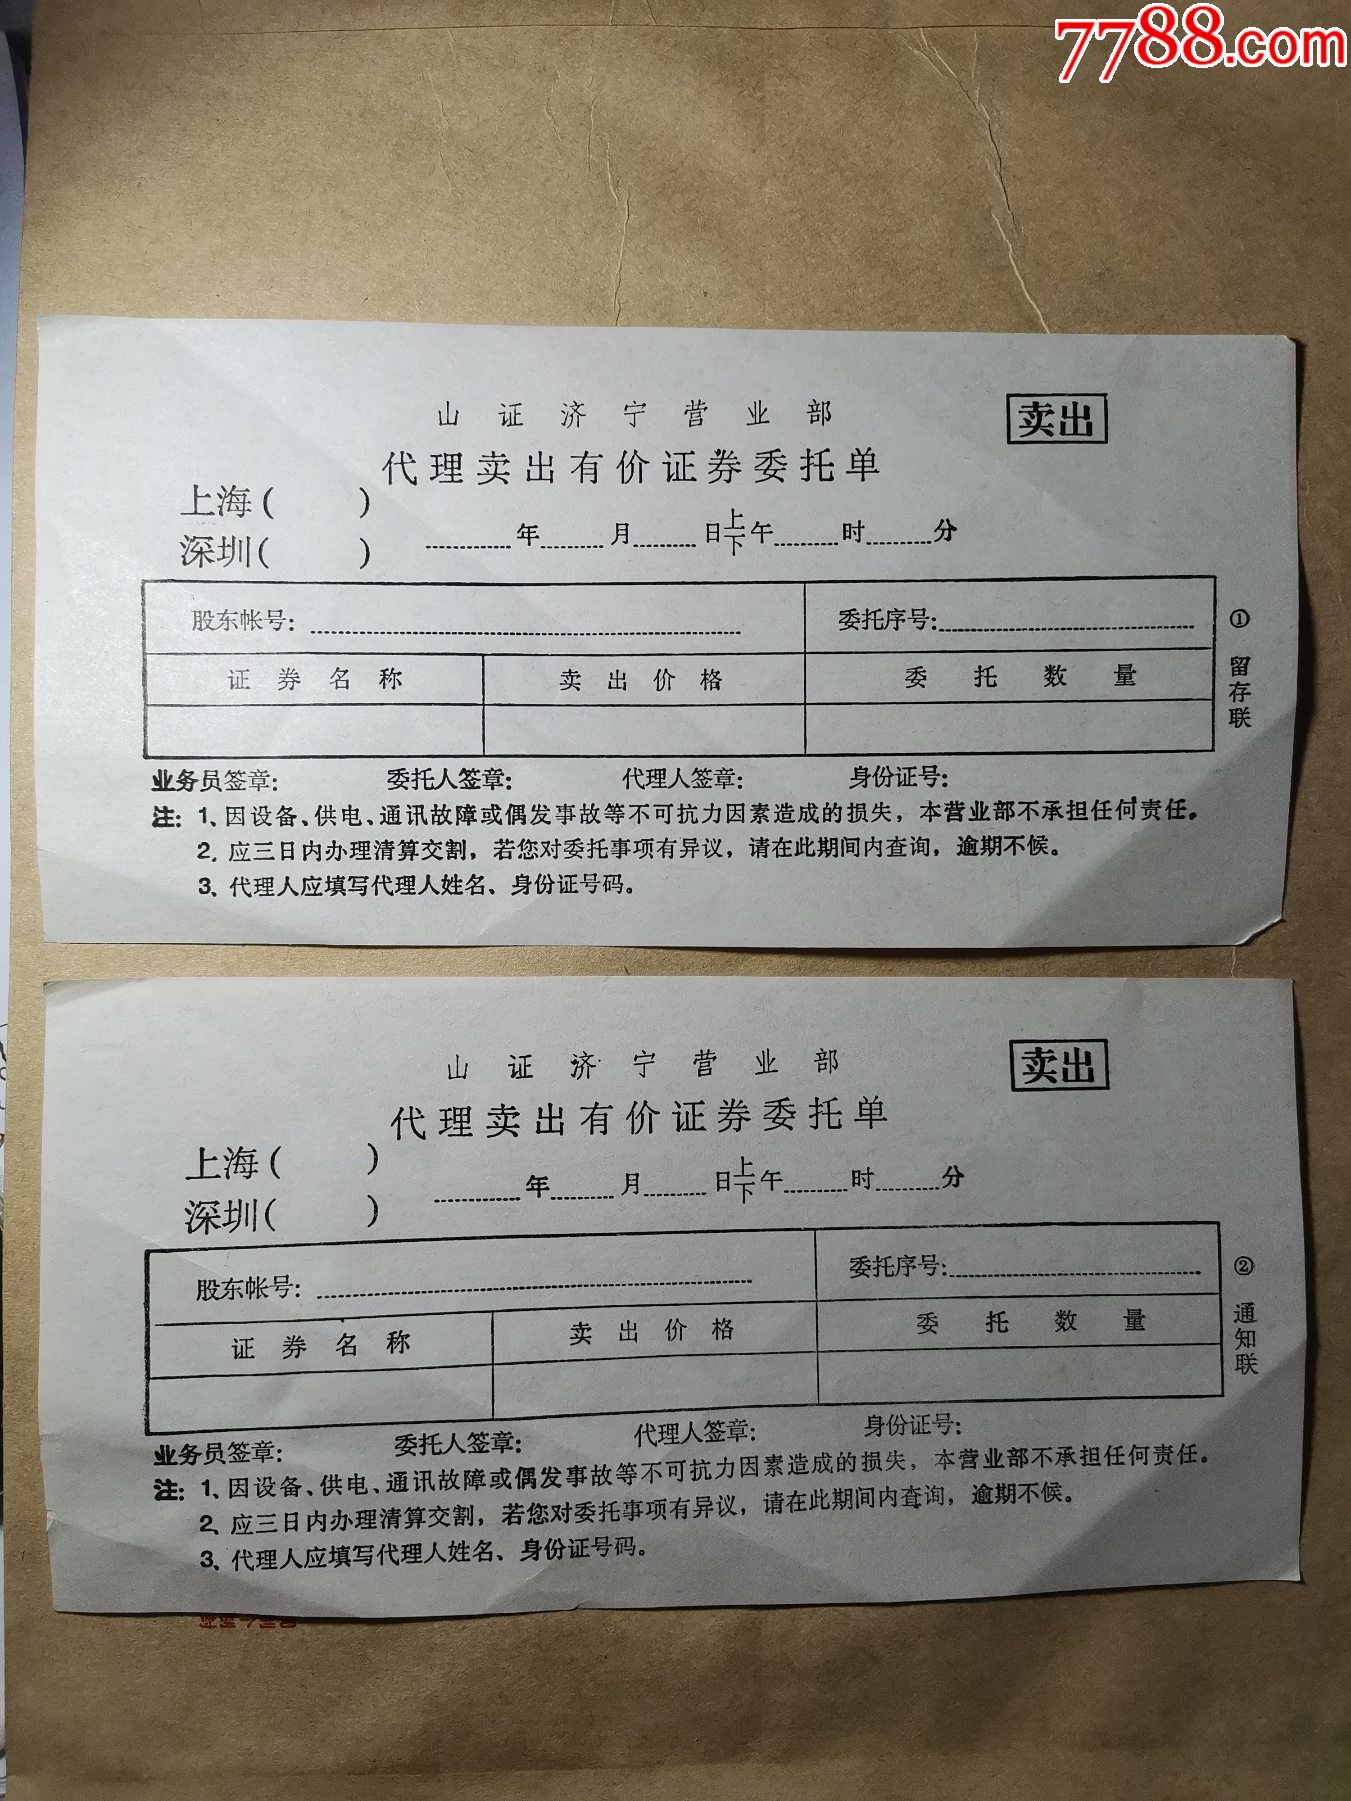 7788.com
山证济宁营业部
卖出
代理卖出有价证券委托单
上海(    )
深圳(    )
年 月 日上下午 时 分
股东帐号: 委托序号:
证券名称 卖出价格 委托数量
① 留存联
业务员签章: 委托人签章: 代理人签章: 身份证号:
注: 1、因设备、供电、通讯故障或偶发事故等不可抗力因素造成的损失，本营业部不承担任何责任。
2、应三日内办理清算交割，若您对委托事项有异议，请在此期间内查询，逾期不候。
3、代理人应填写代理人姓名、身份证号码。
山证济宁营业部
卖出
代理卖出有价证券委托单
上海(    )
深圳(    )
年 月 日上下午 时 分
股东帐号: 委托序号:
证券名称 卖出价格 委托数量
② 通知联
业务员签章: 委托人签章: 代理人签章: 身份证号:
注: 1、因设备、供电、通讯故障或偶发事故等不可抗力因素造成的损失，本营业部不承担任何责任。
2、应三日内办理清算交割，若您对委托事项有异议，请在此期间内查询，逾期不候。
3、代理人应填写代理人姓名、身份证号码。